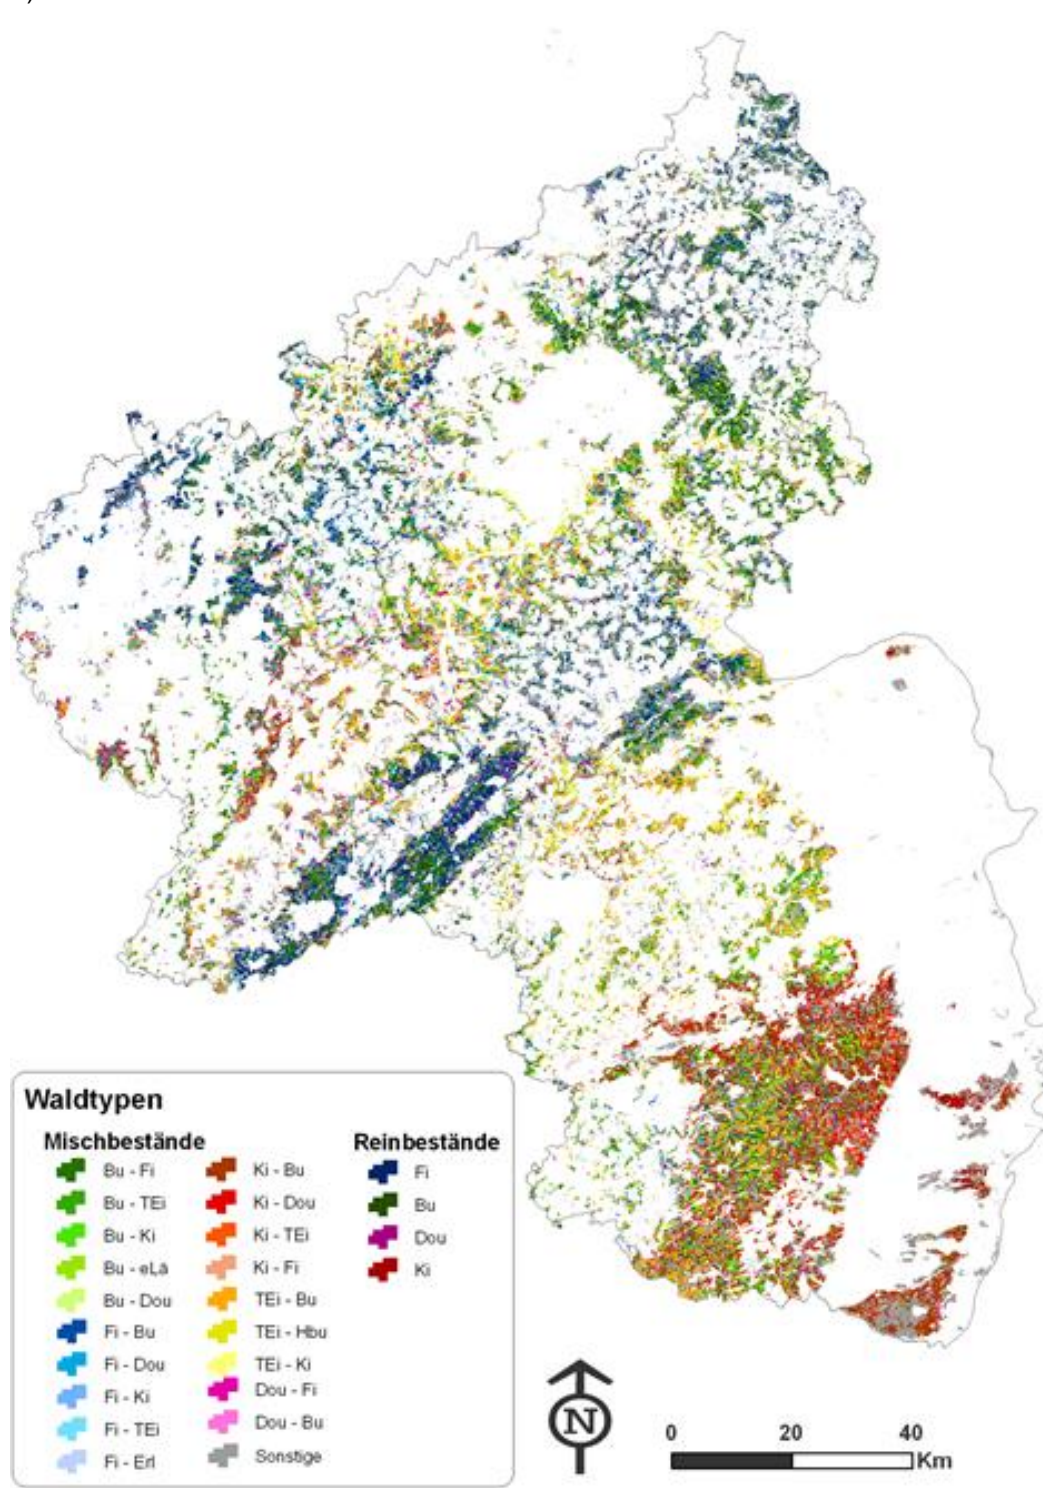 Waldtypen
Mischbestände
Bu - Fi
Bu - TEi
Bu - Ki
Bu - eLä
Bu - Dou
Fi - Bu
Fi - Dou
Fi - Ki
Fi - TEi
Fi - Erl
Ki - Bu
Ki - Dou
Ki - TEi
Ki - Fi
TEi - Bu
TEi - Hbu
TEi - Ki
Dou - Fi
Dou - Bu
Sonstige
Reinbestände
Fi
Bu
Dou
Ki
N
0 20 40
Km